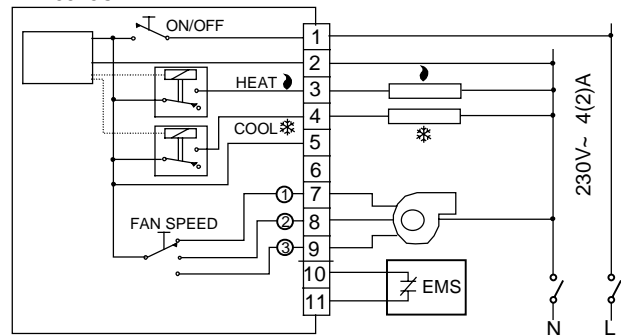 ON/OFF
1
2
HEAT 3
4
COOL
5
6
① 7
FAN SPEED ② 8
③ 9
10
EMS
11
230V~ 4(2)A
N L